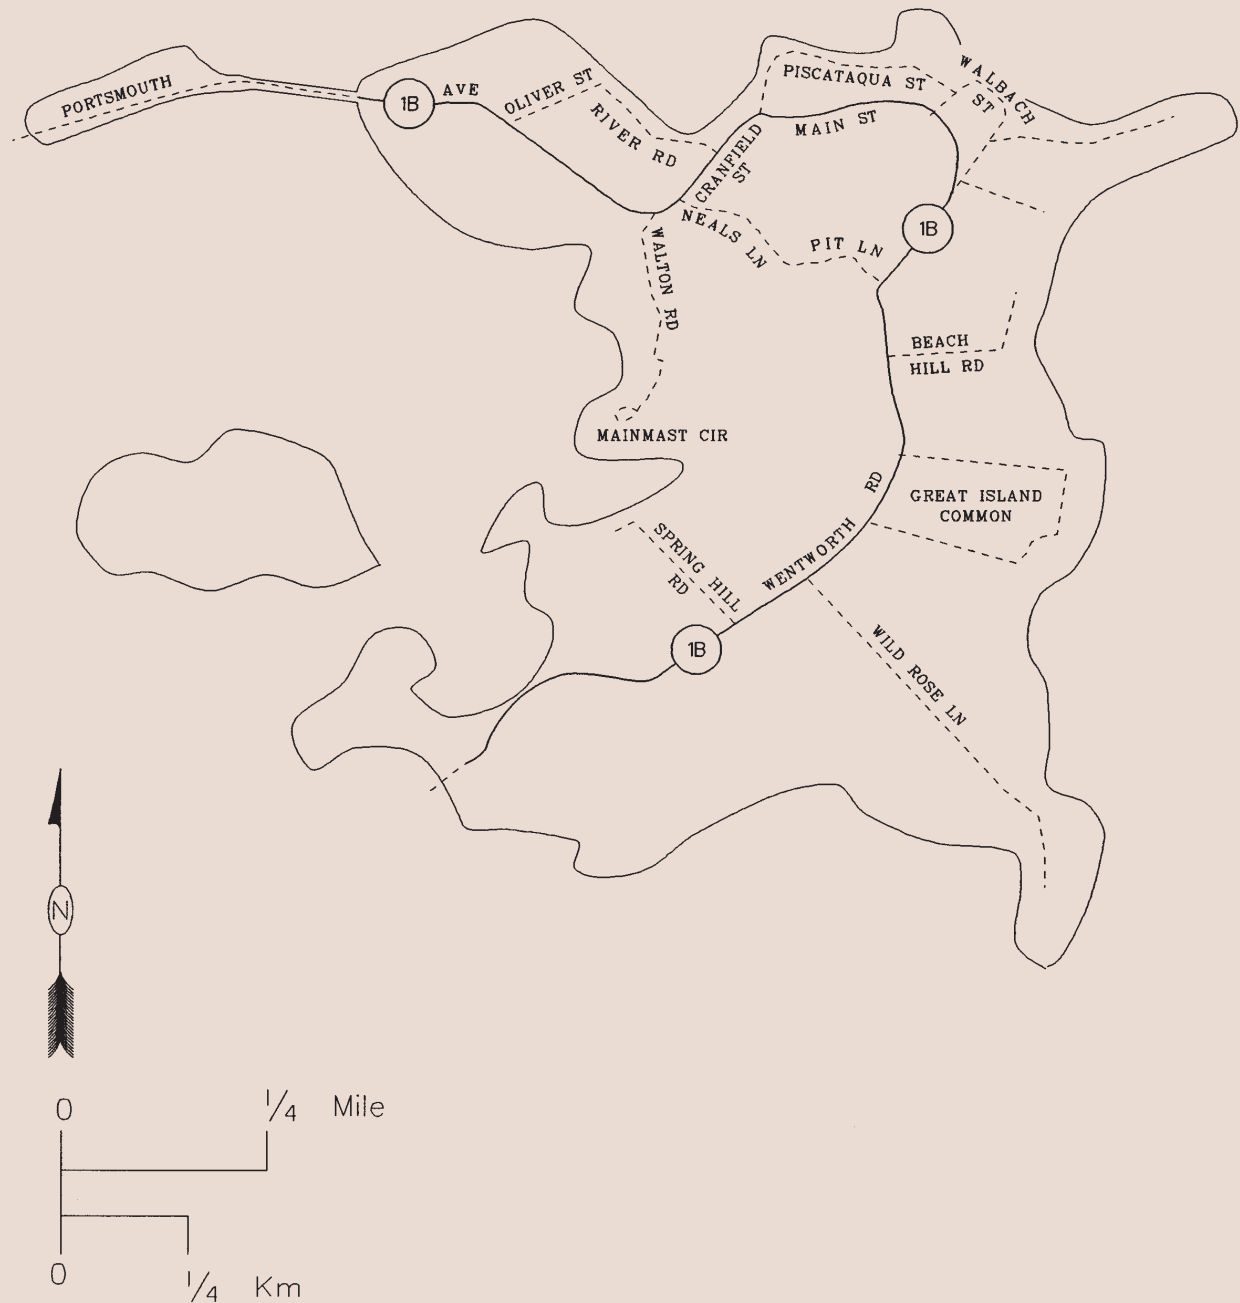 PORTSMOUTH
1B
AVE
OLIVER ST
RIVER RD
CRANFIELD
ST
PISCATAQUA ST
MAIN ST
WALBACH
ST
1B
NEALS LN
PIT LN
WALTON RD
BEACH
HILL RD
MAINMAST CIR
GREAT ISLAND
COMMON
WENTWORTH RD
SPRING HILL
RD
1B
WILD ROSE LN
N
0 1/4 Mile
0 1/4 Km